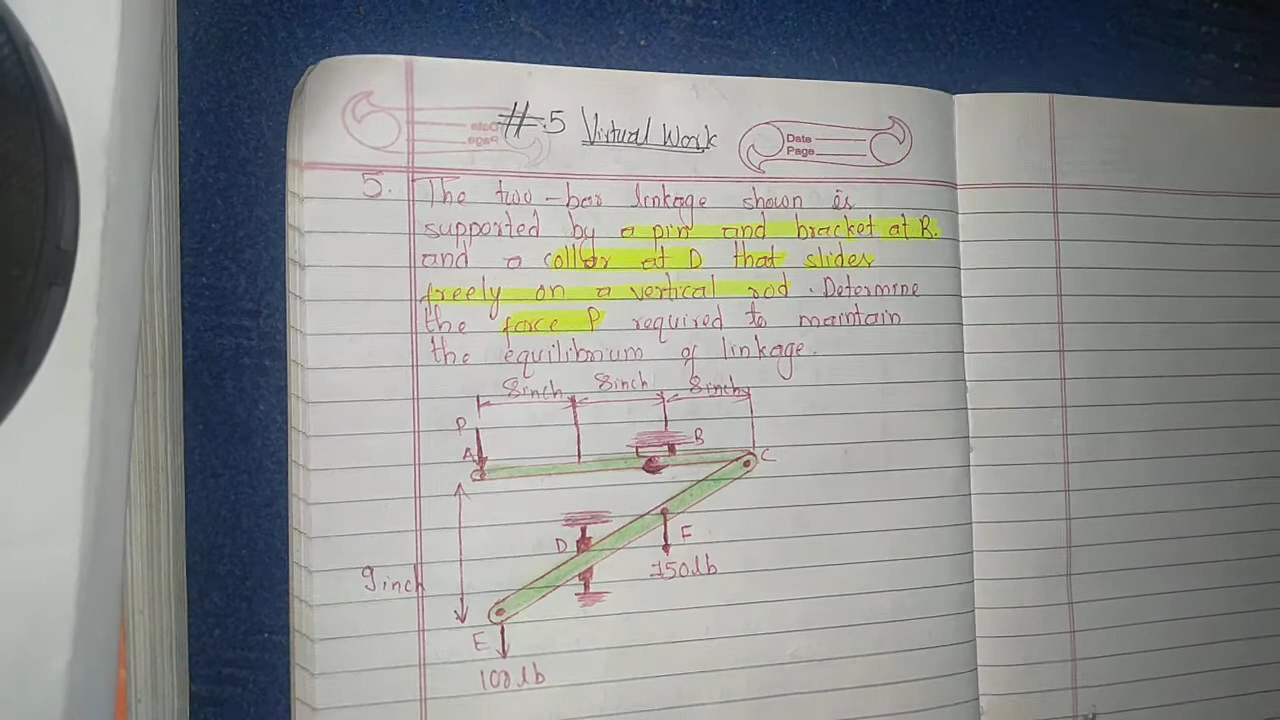 #.5 Virtual Work
Date
Page
Date
Page
5. The two-bar linkage shown is
supported by a pin and bracket at B.
and a collar at D that slides
freely on a vertical rod. Determine
the force P required to maintain
the equilibrium of linkage.
8inch 8inch 8inch
P
A B C
D F
150lb
9inch
E
100lb